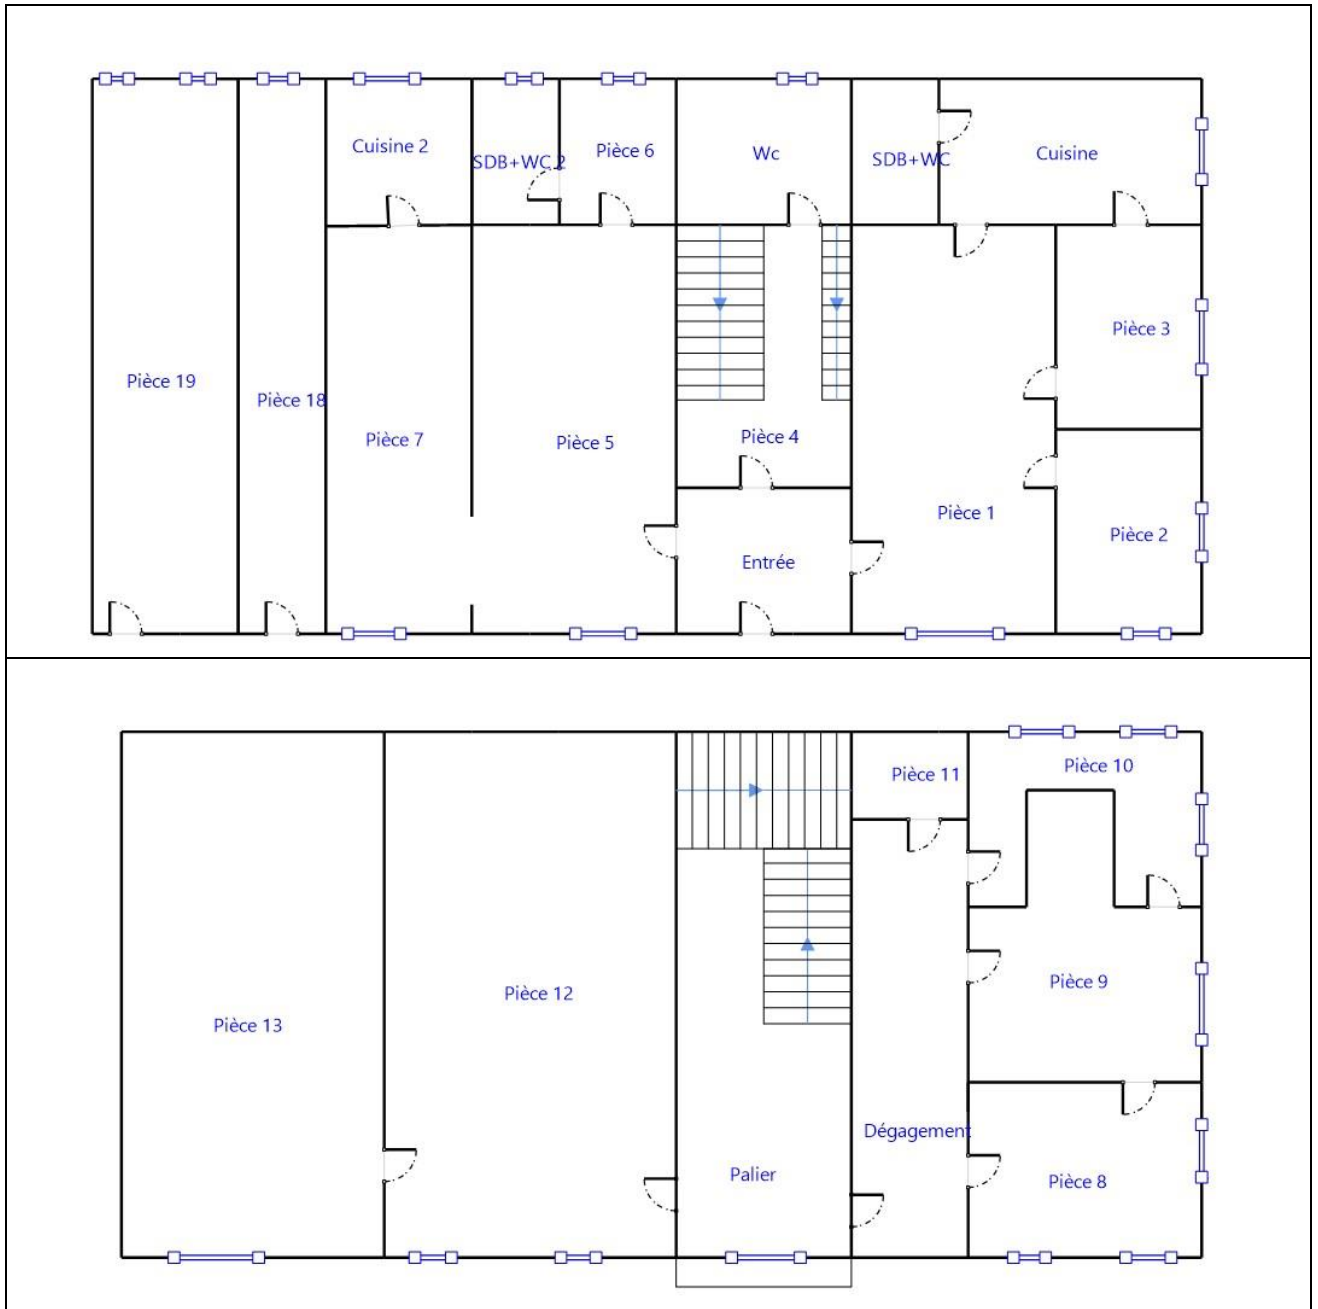 Cuisine 2
SDB+WC 2
Pièce 6
Wc
SDB+WC
Cuisine
Pièce 3
Pièce 19
Pièce 18
Pièce 7
Pièce 5
Pièce 4
Pièce 1
Pièce 2
Entrée
Pièce 11
Pièce 10
Pièce 9
Pièce 12
Pièce 13
Dégagement
Palier
Pièce 8